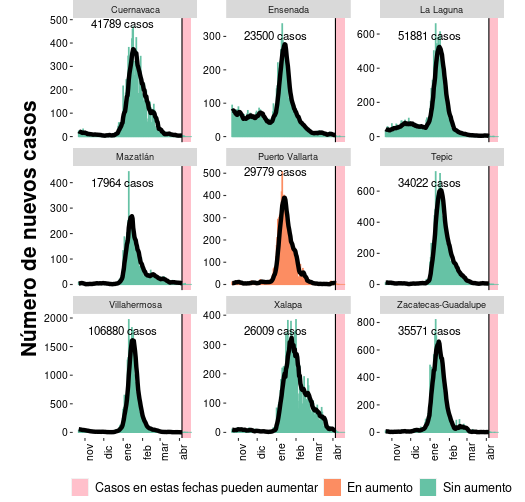 Número de nuevos casos
Cuernavaca
Ensenada
La Laguna
500
400
300
200
100
0
41789 casos
300
200
100
0
23500 casos
600
400
200
0
51881 casos
Mazatlán
Puerto Vallarta
Tepic
400
300
200
100
0
17964 casos
500
400
300
200
100
0
29779 casos
600
400
200
0
34022 casos
Villahermosa
Xalapa
Zacatecas-Guadalupe
2000
1500
1000
500
0
106880 casos
400
300
200
100
0
26009 casos
800
600
400
200
0
35571 casos
nov dic ene feb mar abr
nov dic ene feb mar abr
nov dic ene feb mar abr
Casos en estas fechas pueden aumentar
En aumento
Sin aumento